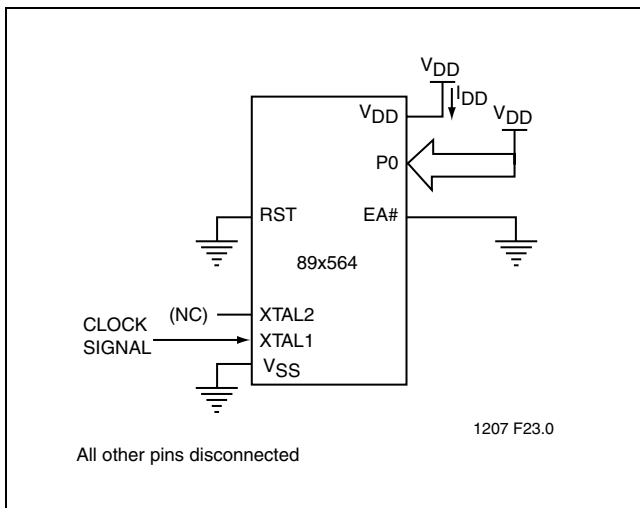 VDD
IDD
VDD
VDD
P0
RST
EA#
89x564
(NC)
XTAL2
CLOCK
SIGNAL
XTAL1
VSS
1207 F23.0
All other pins disconnected